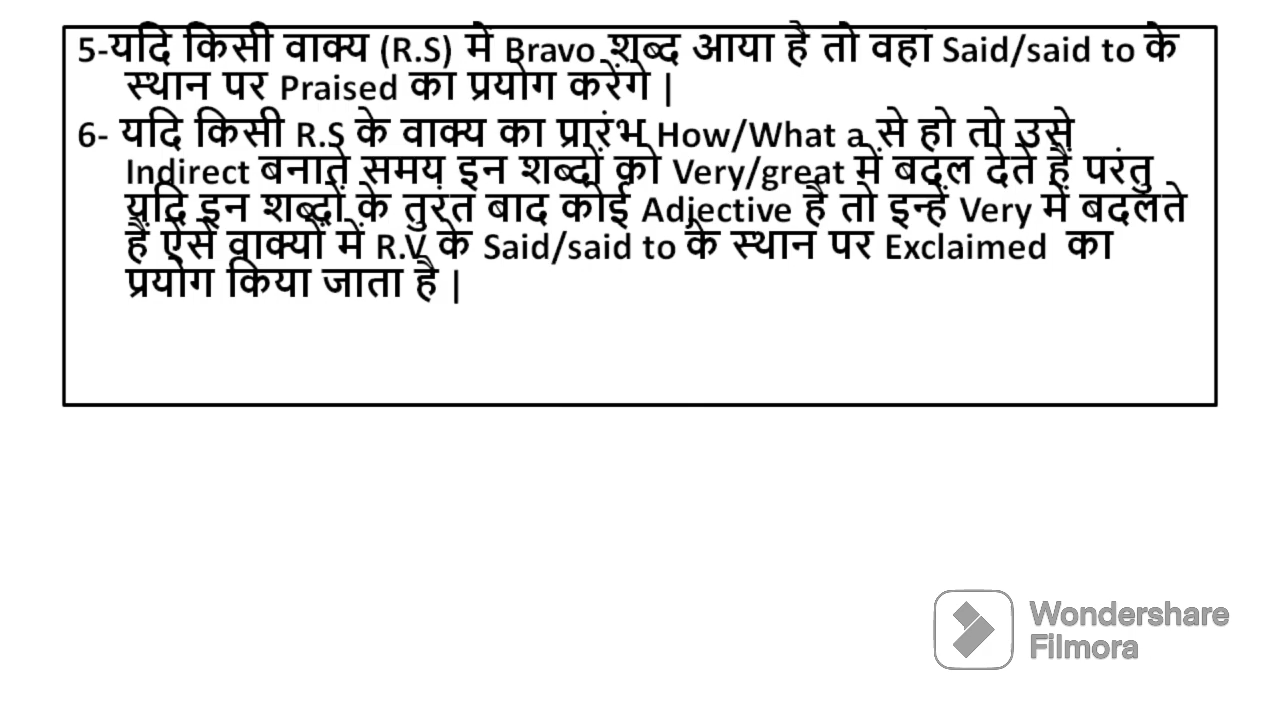 5-यदि किसी वाक्य (R.S) में Bravo शब्द आया है तो वहां Said/said to के
स्थान पर Praised का प्रयोग करेंगे |
6- यदि किसी R.S के वाक्य का प्रारंभ How/What a से हो तो उसे
Indirect बनाते समय इन शब्दों को Very/great में बदल देते हैं परंतु
यदि इन शब्दों के तुरंत बाद कोई Adjective है तो इन्हें Very में बदलते
हैं ऐसे वाक्यों में R.V के Said/said to के स्थान पर Exclaimed का
प्रयोग किया जाता है |
Wondershare
Filmora